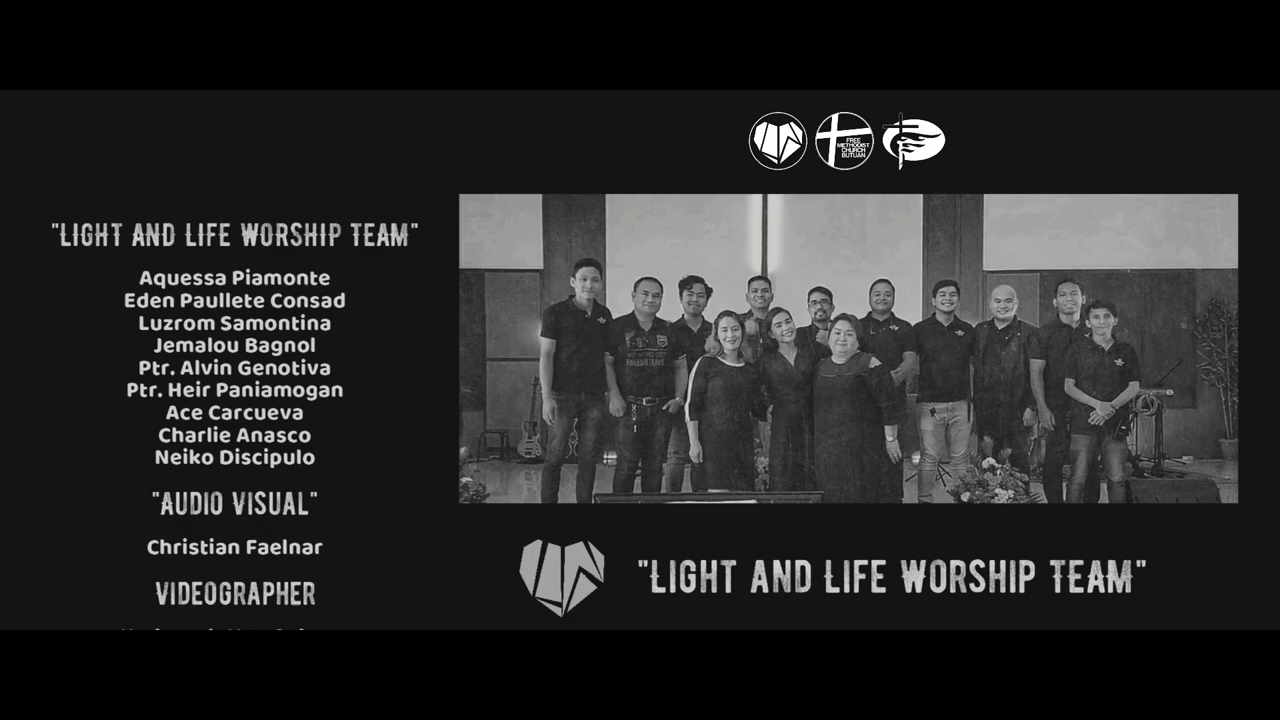 FREE
METHODIST
CHURCH
BUTUAN
"LIGHT AND LIFE WORSHIP TEAM"
Aquessa Piamonte
Eden Paullete Consad
Luzrom Samontina
Jemalou Bagnol
Ptr. Alvin Genotiva
Ptr. Heir Paniamogan
Ace Carcueva
Charlie Anasco
Neiko Discipulo
"AUDIO VISUAL"
Christian Faelnar
VIDEOGRAPHER
"LIGHT AND LIFE WORSHIP TEAM"